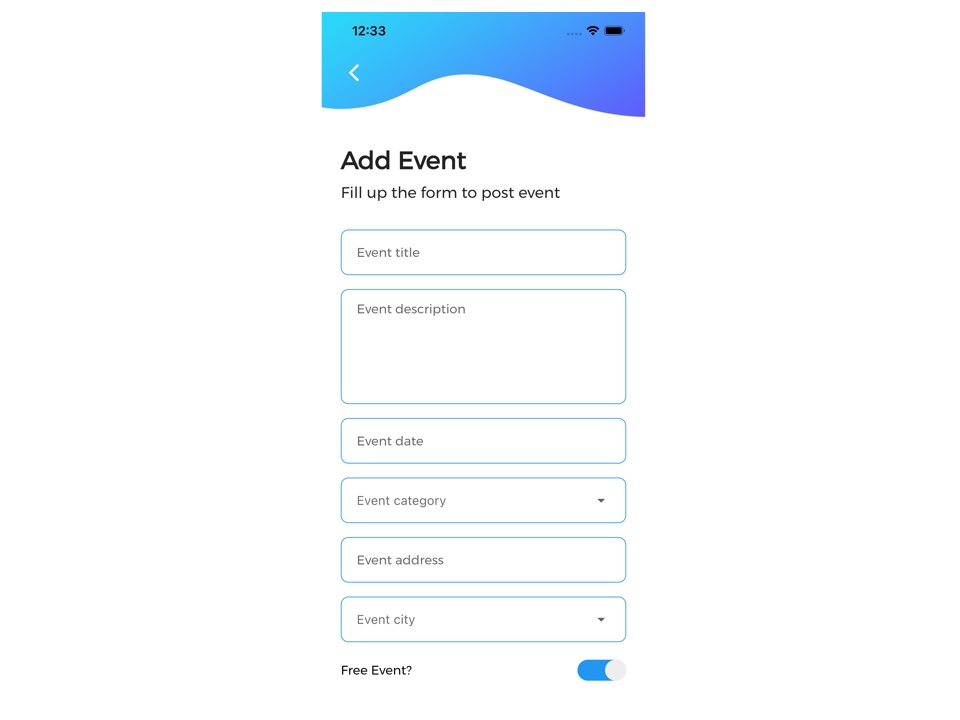 12:33
Add Event
Fill up the form to post event
Event title
Event description
Event date
Event category
Event address
Event city
Free Event?